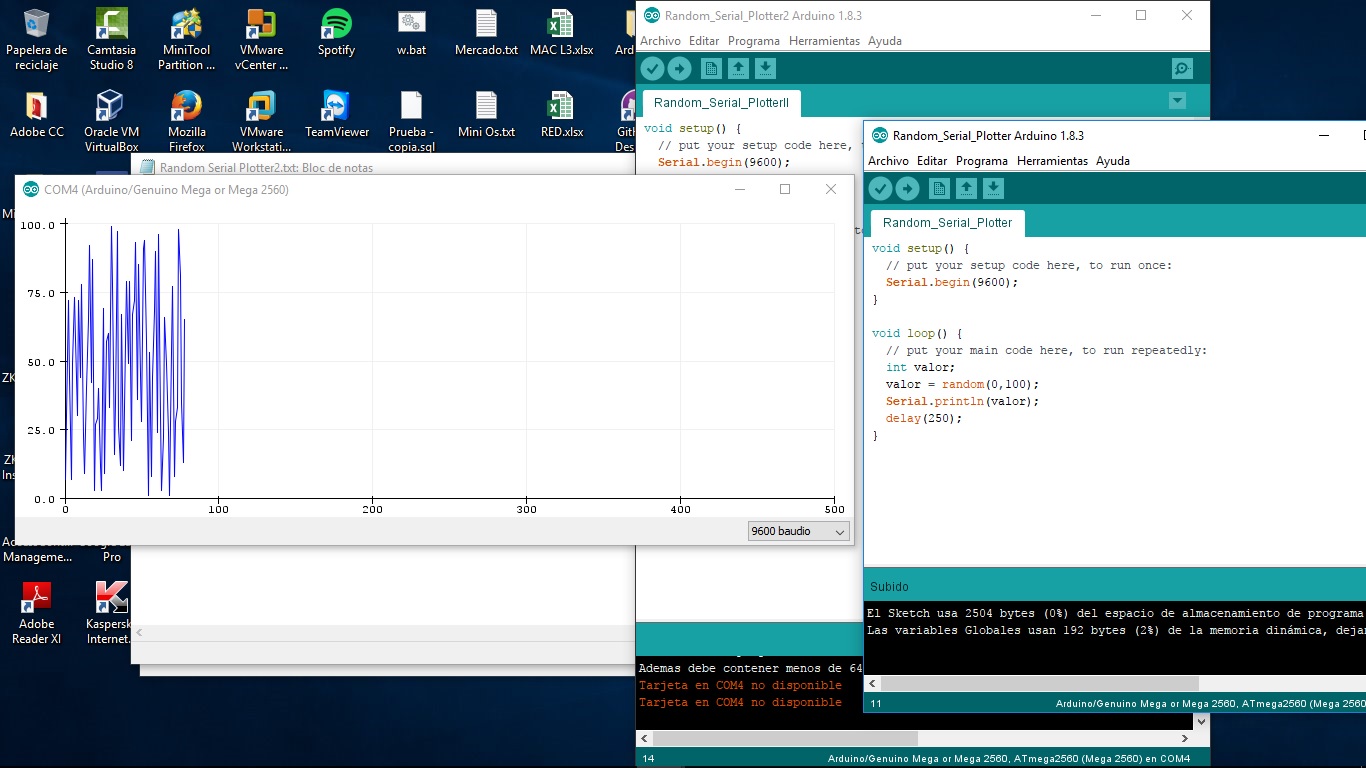 Papelera de
reciclaje
Camtasia
Studio 8
MiniTool
Partition ...
VMware
vCenter ...
Spotify
w.bat
Mercado.txt
MAC L3.xlsx
Adobe CC
Oracle VM
VirtualBox
Mozilla
Firefox
VMware
Workstati...
TeamViewer
Prueba -
copia.sql
Mini Os.txt
RED.xlsx
Random Serial Plotter2.txt: Bloc de notas
COM4 (Arduino/Genuino Mega or Mega 2560)
100.0
75.0
50.0
25.0
0.0
0
100
200
300
400
500
9600 baudio
Manageme...
Pro
Adobe
Reader XI
Kaspersk
Internet.
Random_Serial_Plotter2 Arduino 1.8.3
Archivo Editar Programa Herramientas Ayuda
Random_Serial_PlotterII
void setup() {
// put your setup code here,
Serial.begin(9600);
Ademas debe contener menos de 64
Tarjeta en COM4 no disponible
Tarjeta en COM4 no disponible
14
Arduino/Genuino Mega or Mega 2560, ATmega2560 (Mega 2560) en COM4
Random_Serial_Plotter Arduino 1.8.3
Archivo Editar Programa Herramientas Ayuda
Random_Serial_Plotter
void setup() {
// put your setup code here, to run once:
Serial.begin(9600);
}
void loop() {
// put your main code here, to run repeatedly:
int valor;
valor = random(0,100);
Serial.println(valor);
delay(250);
}
Subido
El Sketch usa 2504 bytes (0%) del espacio de almacenamiento de programa
Las variables Globales usan 192 bytes (2%) de la memoria dinámica, dejan
11
Arduino/Genuino Mega or Mega 2560, ATmega2560 (Mega 2560